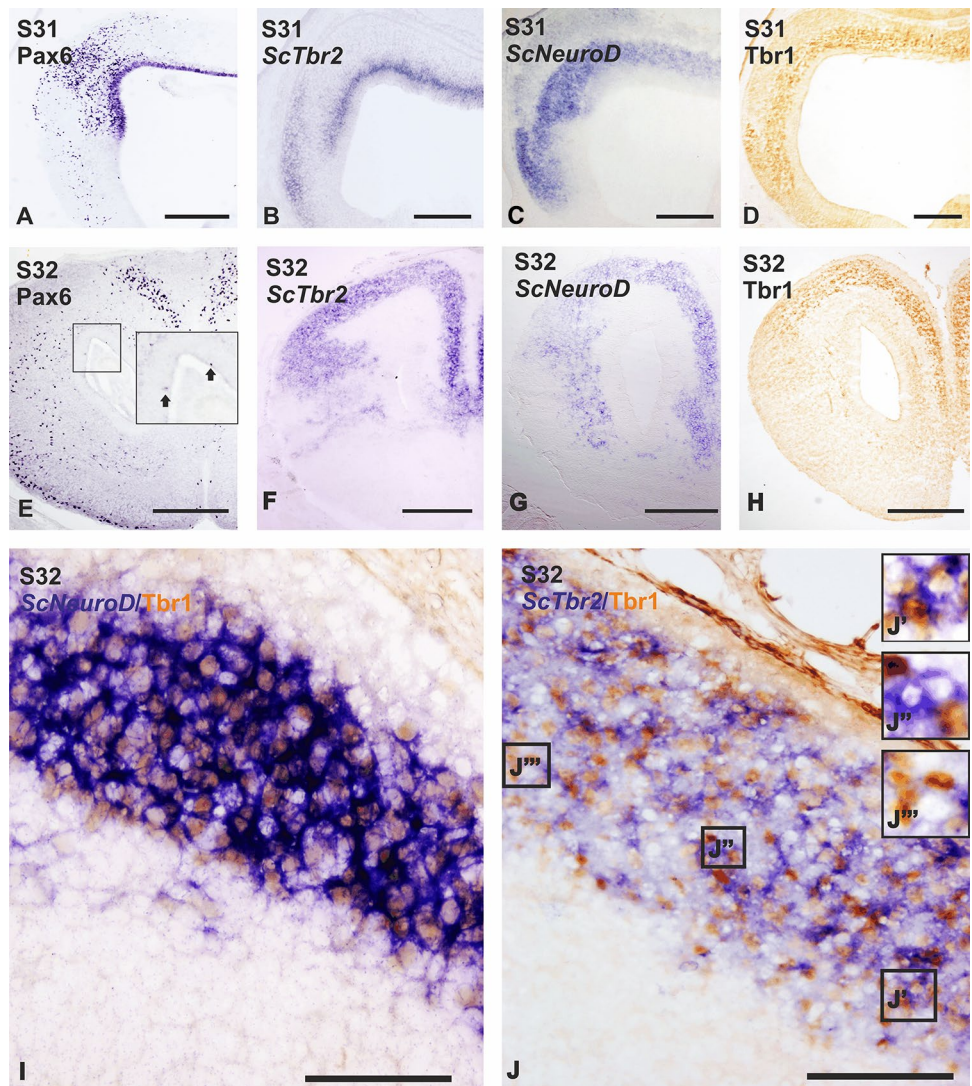 S31
Pax6
A
S31
ScTbr2
B
S31
ScNeuroD
C
S31
Tbr1
D
S32
Pax6
E
S32
ScTbr2
F
S32
ScNeuroD
G
S32
Tbr1
H
S32
ScNeuroD/Tbr1
I
S32
ScTbr2/Tbr1
J'
J''
J'''
J'''
J''
J'
J